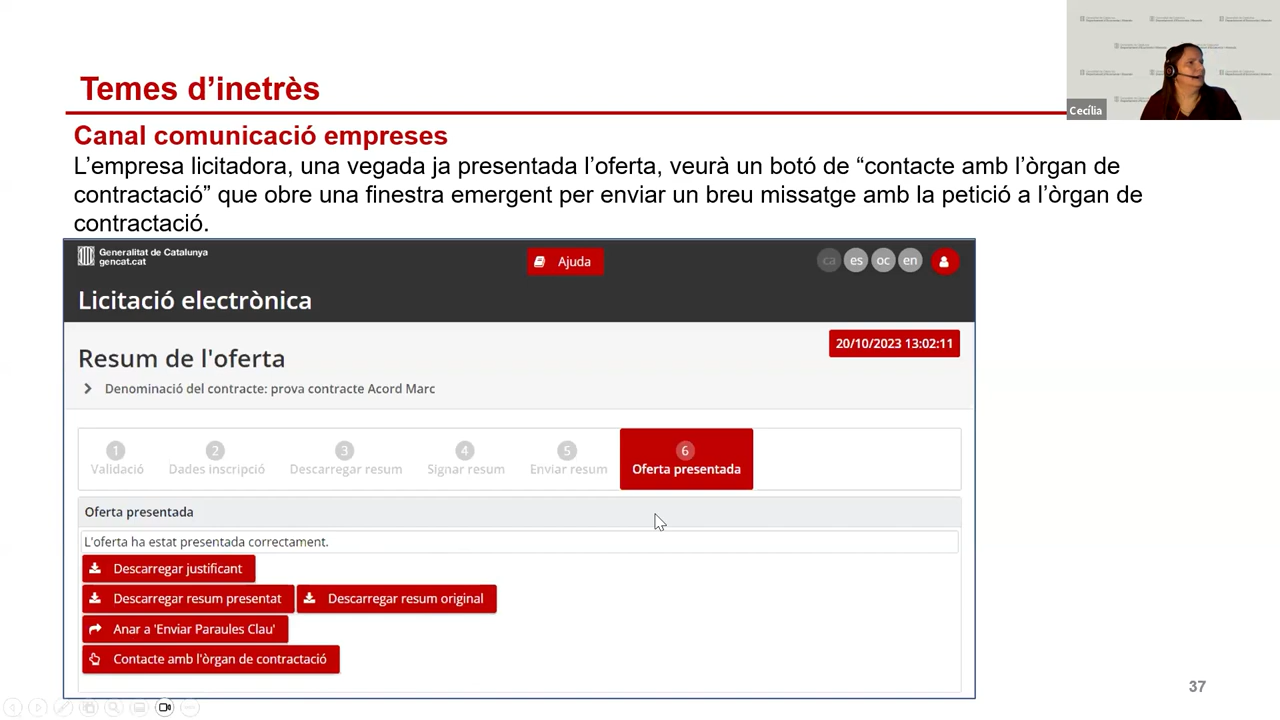 Temes d’inetrès
Cecília
Canal comunicació empreses
L’empresa licitadora, una vegada ja presentada l’oferta, veurà un botó de “contacte amb l’òrgan de
contractació” que obre una finestra emergent per enviar un breu missatge amb la petició a l’òrgan de
contractació.
Generalitat de Catalunya
gencat.cat
Ajuda
ca es oc en
Licitació electrònica
20/10/2023 13:02:11
Resum de l'oferta
Denominació del contracte: prova contracte Acord Marc
1 2 3 4 5 6
Validació Dades inscripció Descarregar resum Signar resum Enviar resum Oferta presentada
Oferta presentada
L'oferta ha estat presentada correctament.
Descarregar justificant
Descarregar resum presentat Descarregar resum original
Anar a 'Enviar Paraules Clau'
Contacte amb l'òrgan de contractació
37